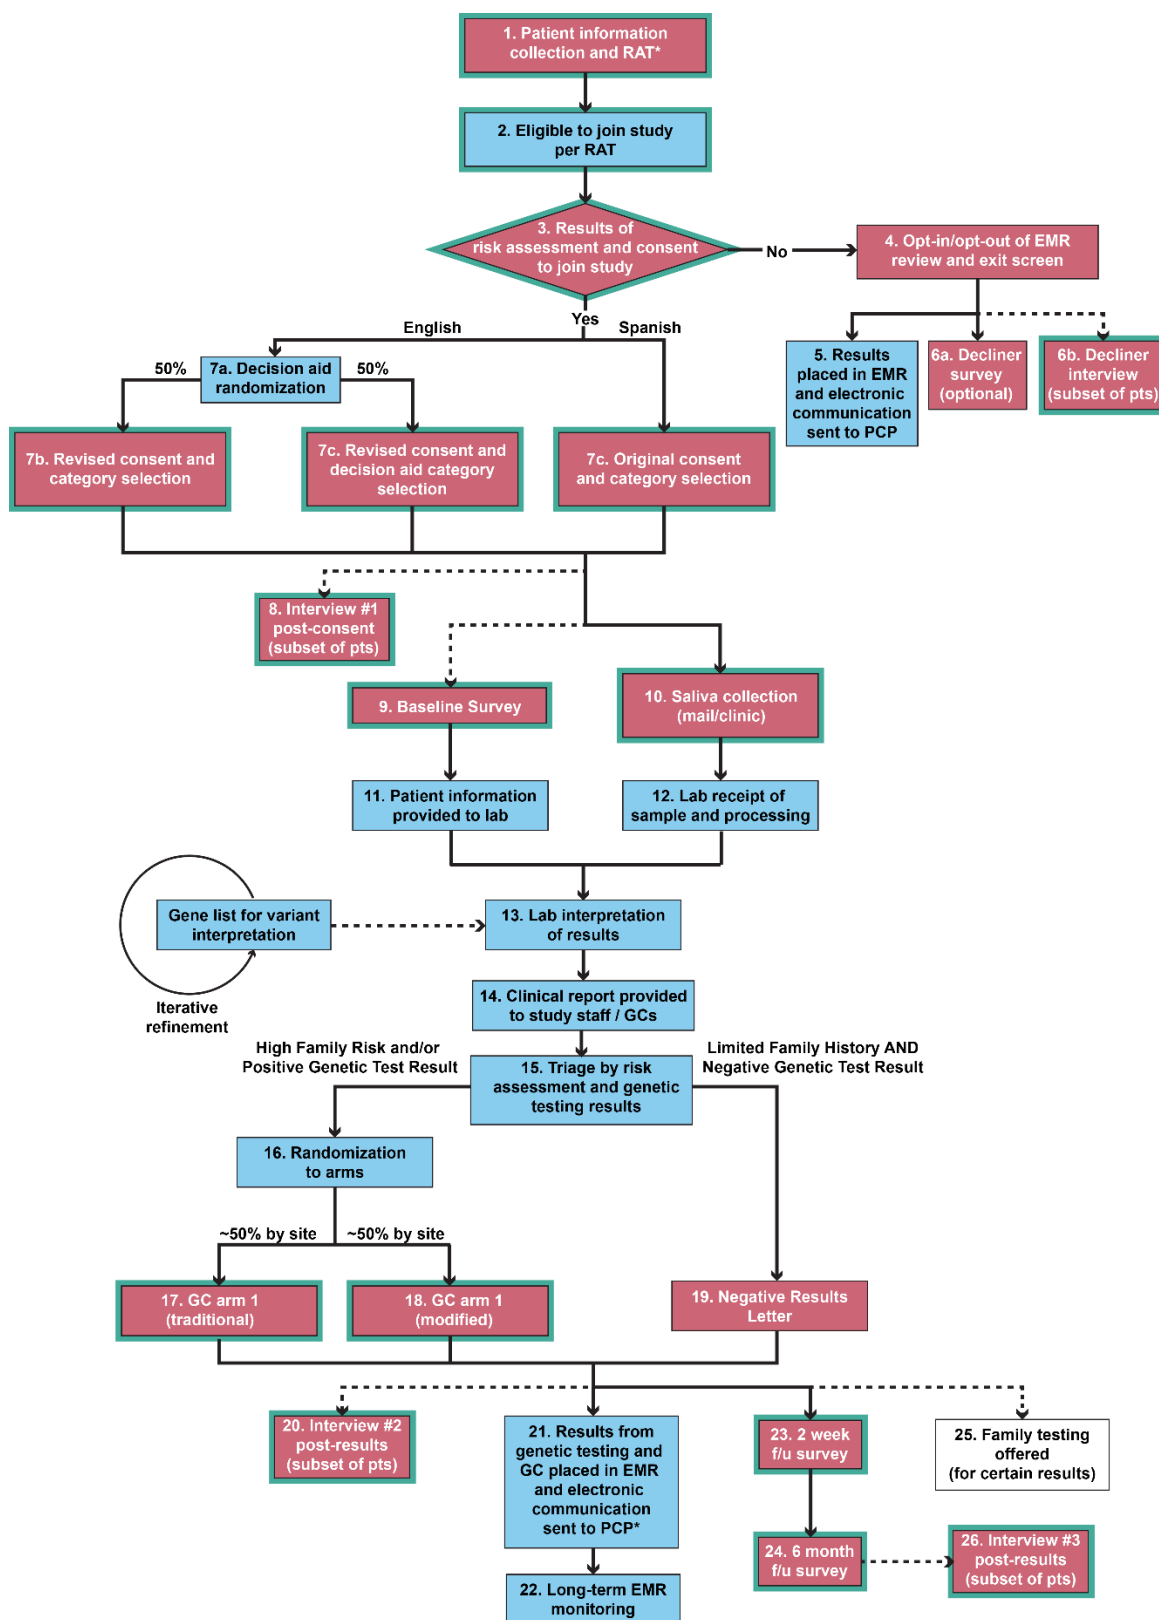 1. Patient information
collection and RAT*
2. Eligible to join study
per RAT
3. Results of
risk assessment and consent
to join study
No
4. Opt-in/opt-out of EMR
review and exit screen
Yes
English
Spanish
5. Results
placed in EMR
and electronic
communication
sent to PCP
6a. Decliner
survey
(optional)
6b. Decliner
interview
(subset of pts)
50%
7a. Decision aid
randomization
50%
7b. Revised consent and
category selection
7c. Revised consent and
decision aid category
selection
7c. Original consent
and category selection
8. Interview #1
post-consent
(subset of pts)
9. Baseline Survey
10. Saliva collection
(mail/clinic)
11. Patient information
provided to lab
12. Lab receipt of
sample and processing
Gene list for variant
interpretation
Iterative
refinement
13. Lab interpretation
of results
14. Clinical report provided
to study staff / GCs
High Family Risk and/or
Positive Genetic Test Result
Limited Family History AND
Negative Genetic Test Result
15. Triage by risk
assessment and genetic
testing results
16. Randomization
to arms
~50% by site
~50% by site
17. GC arm 1
(traditional)
18. GC arm 1
(modified)
19. Negative Results
Letter
20. Interview #2
post-results
(subset of pts)
21. Results from
genetic testing and
GC placed in EMR
and electronic
communication
sent to PCP*
23. 2 week
f/u survey
25. Family testing
offered
(for certain results)
24. 6 month
f/u survey
26. Interview #3
post-results
(subset of pts)
22. Long-term EMR
monitoring